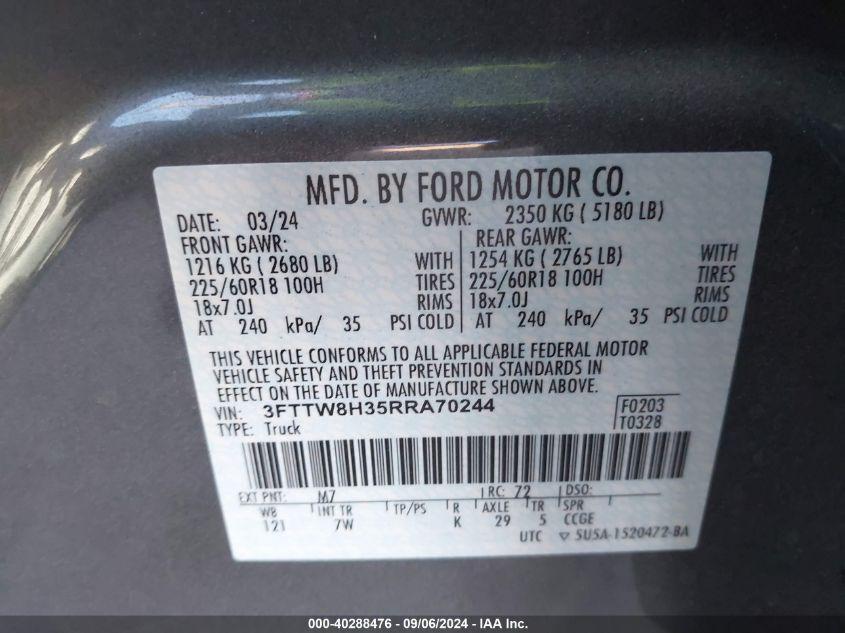 MFD. BY FORD MOTOR CO.
DATE: 03/24 GVWR: 2350 KG ( 5180 LB)
FRONT GAWR: REAR GAWR:
1216 KG ( 2680 LB) WITH 1254 KG ( 2765 LB) WITH
225/60R18 100H TIRES 225/60R18 100H TIRES
18x7.0J RIMS 18x7.0J RIMS
AT 240 kPa/ 35 PSI COLD AT 240 kPa/ 35 PSI COLD
THIS VEHICLE CONFORMS TO ALL APPLICABLE FEDERAL MOTOR
VEHICLE SAFETY AND THEFT PREVENTION STANDARDS IN
EFFECT ON THE DATE OF MANUFACTURE SHOWN ABOVE.
VIN: 3FTTW8H35RRA70244 F0203
TYPE: Truck T0328
EXT PNT: M7 RC: 72 DSO:
WB INT TR TP/PS R AXLE TR SPR
121 7W K 29 5 CCGE
UTC ▽ 5U5A-1520472-BA
000-40288476 - 09/06/2024 - IAA Inc.